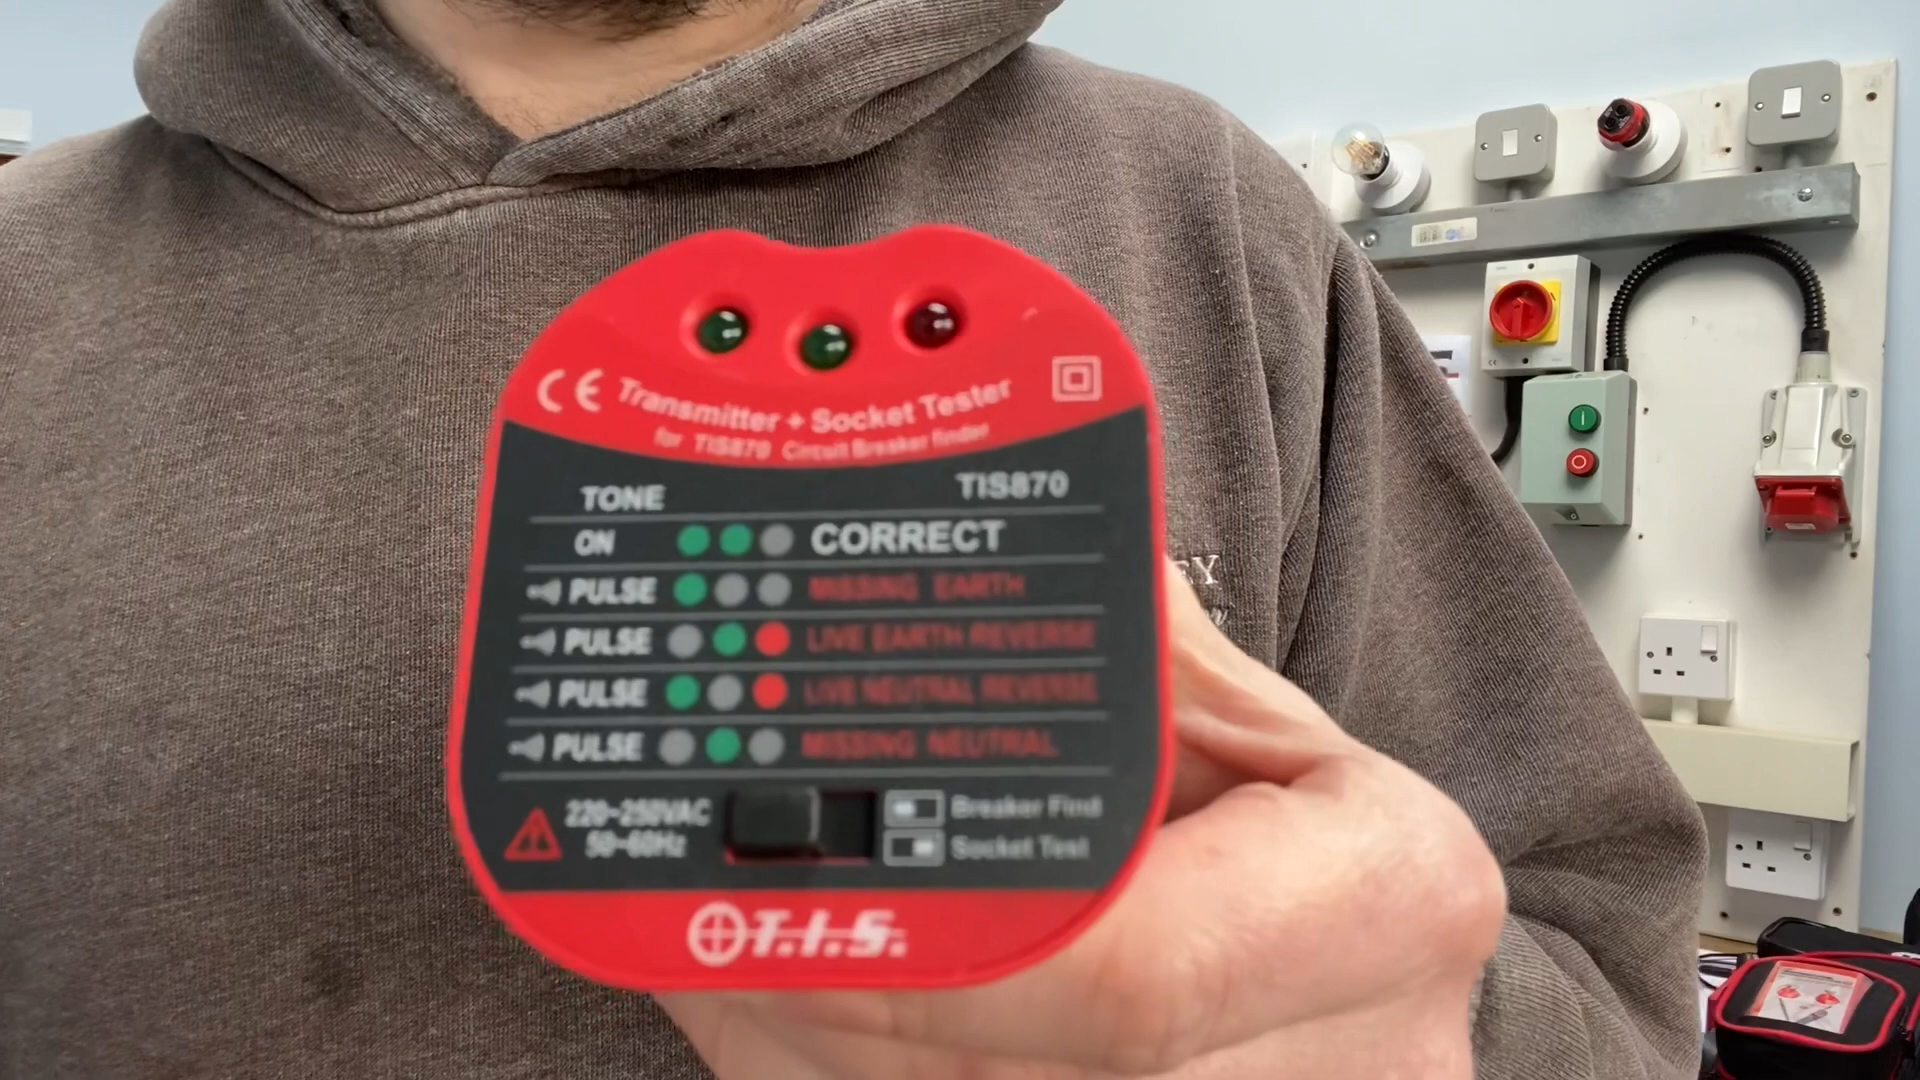 CE Transmitter + Socket Tester
for TIS870 Circuit Breaker finder
TONE TIS870
ON CORRECT
PULSE MISSING EARTH
PULSE LIVE EARTH REVERSE
PULSE LIVE NEUTRAL REVERSE
PULSE MISSING NEUTRAL
220~250VAC Breaker Find
50~60Hz Socket Test
T.I.S.
EY